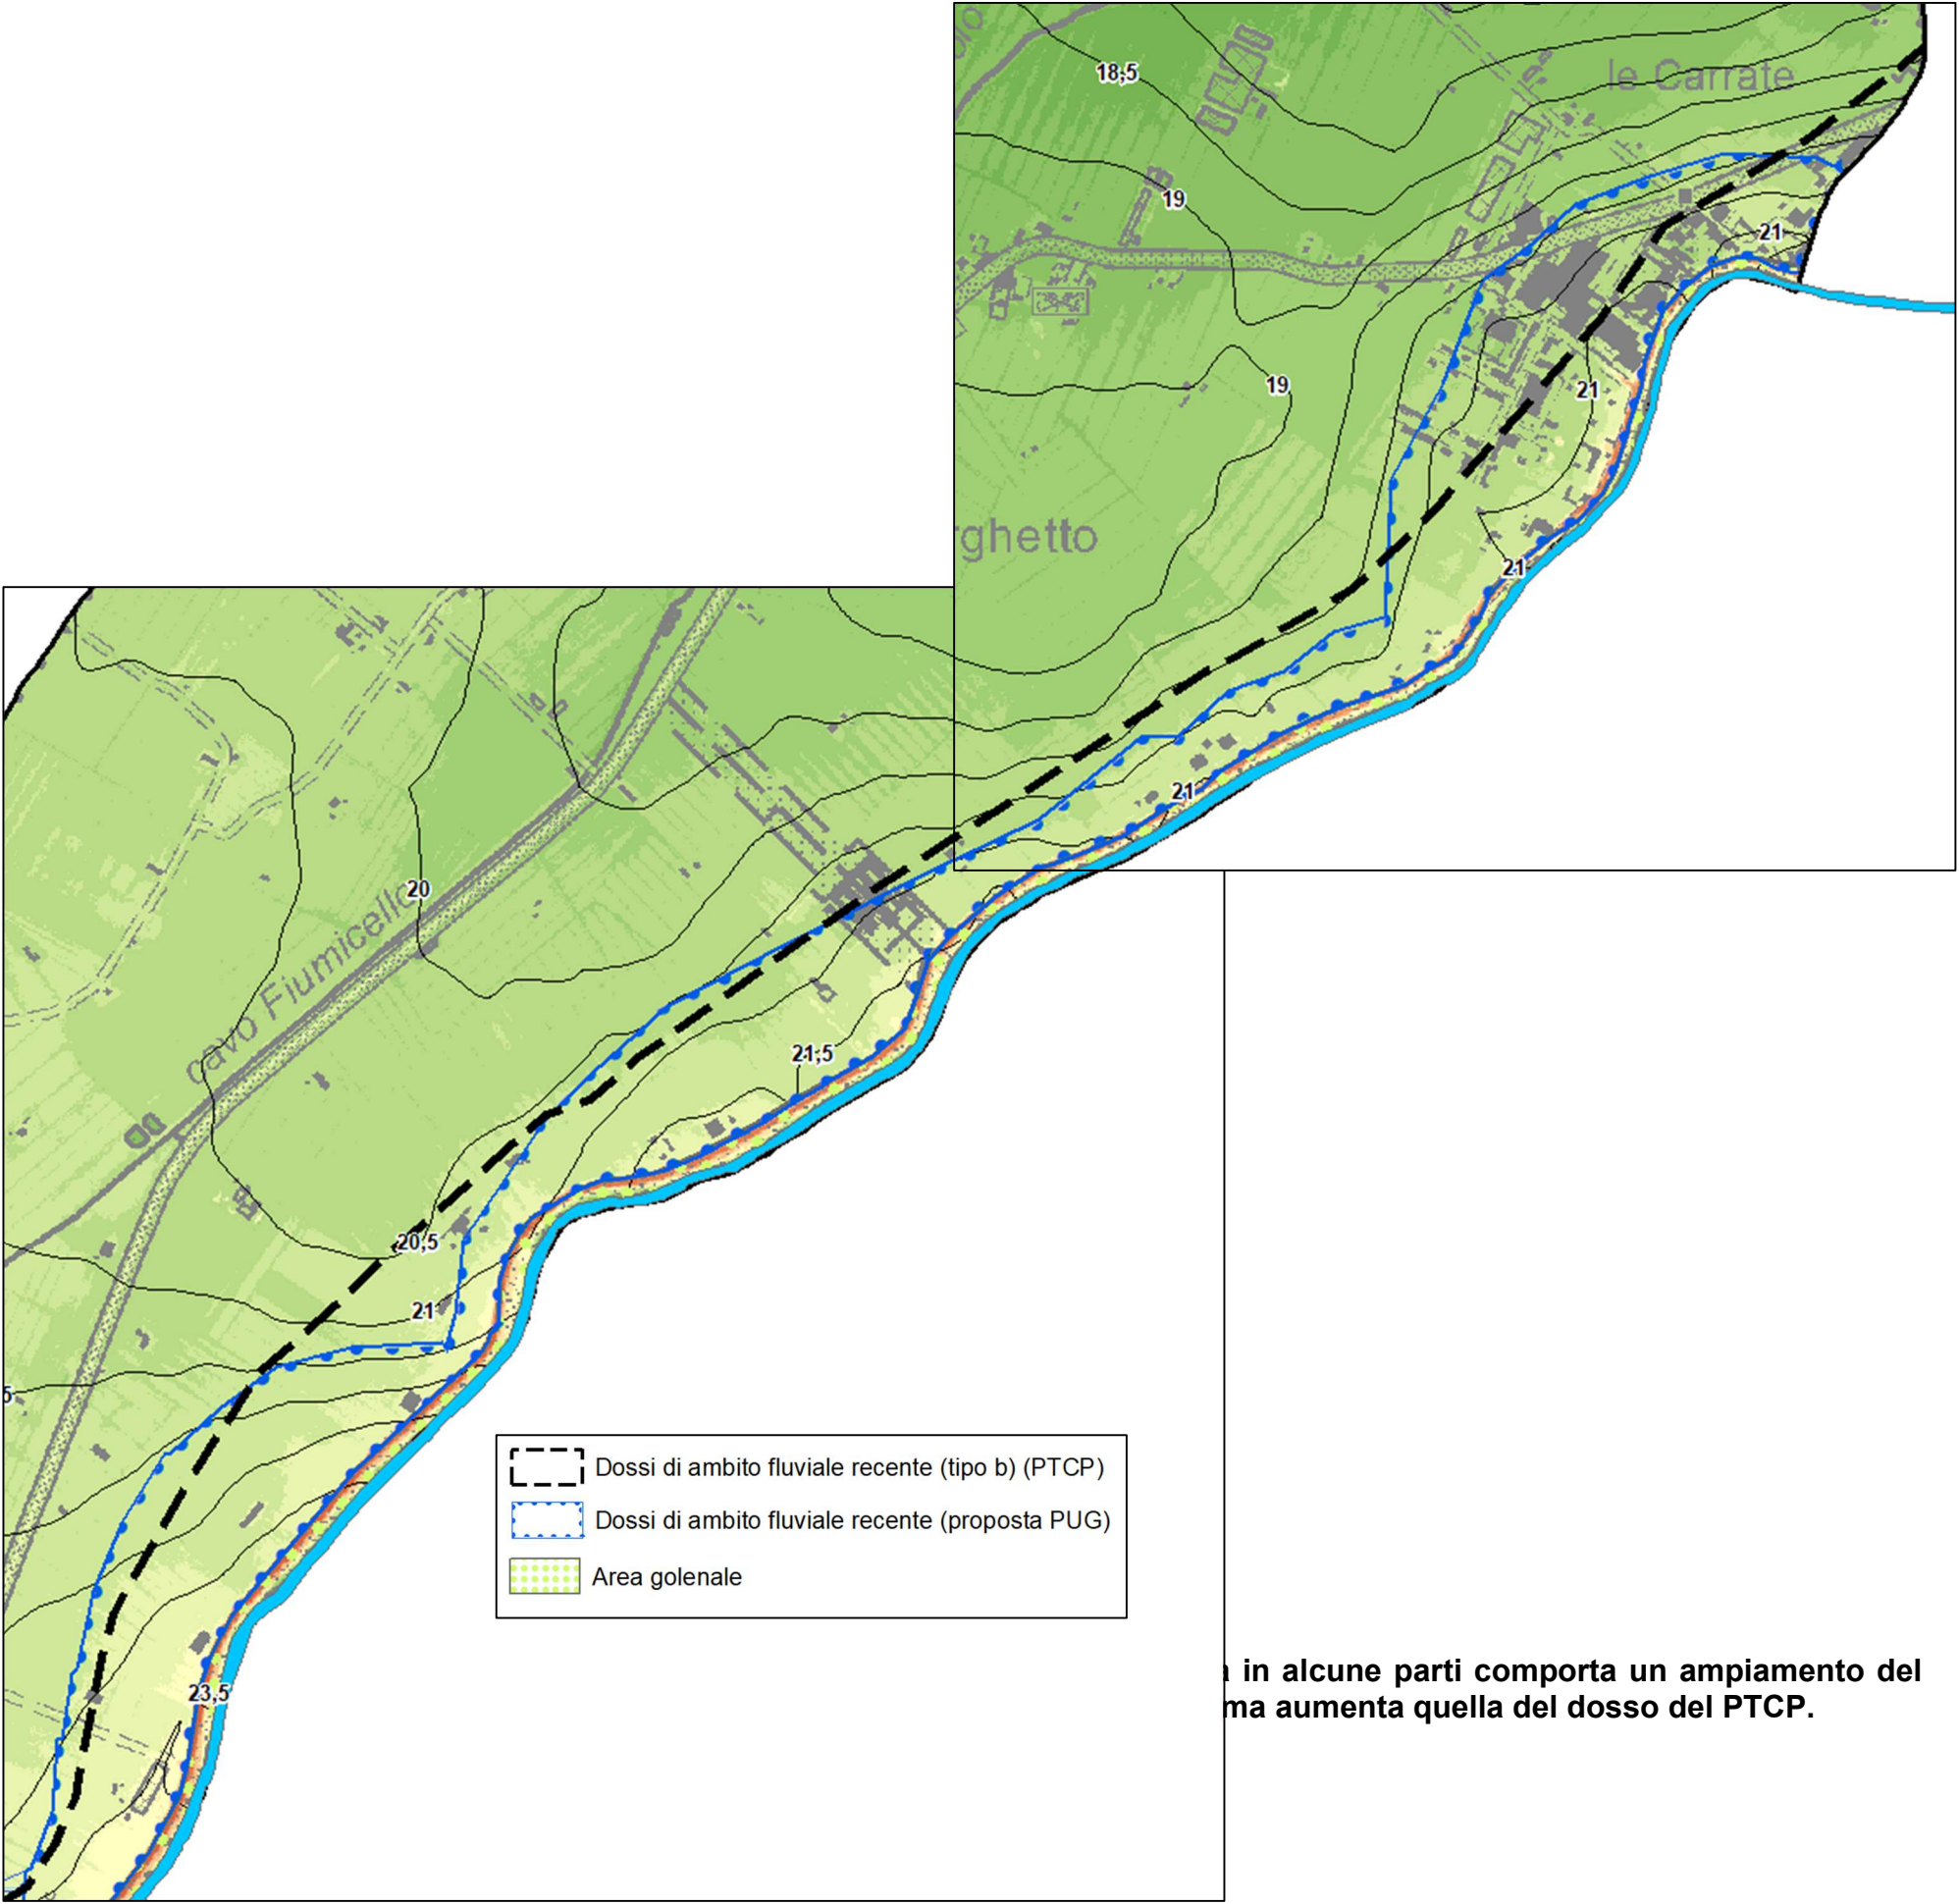 18,5
le Carrate
19
21
19
21
ghetto
21
21
20
cavo Fiumicello
21,5
20,5
21
5
Dossi di ambito fluviale recente (tipo b) (PTCP)
Dossi di ambito fluviale recente (proposta PUG)
Area golenale
in alcune parti comporta un ampiamento del
ma aumenta quella del dosso del PTCP.
23,5